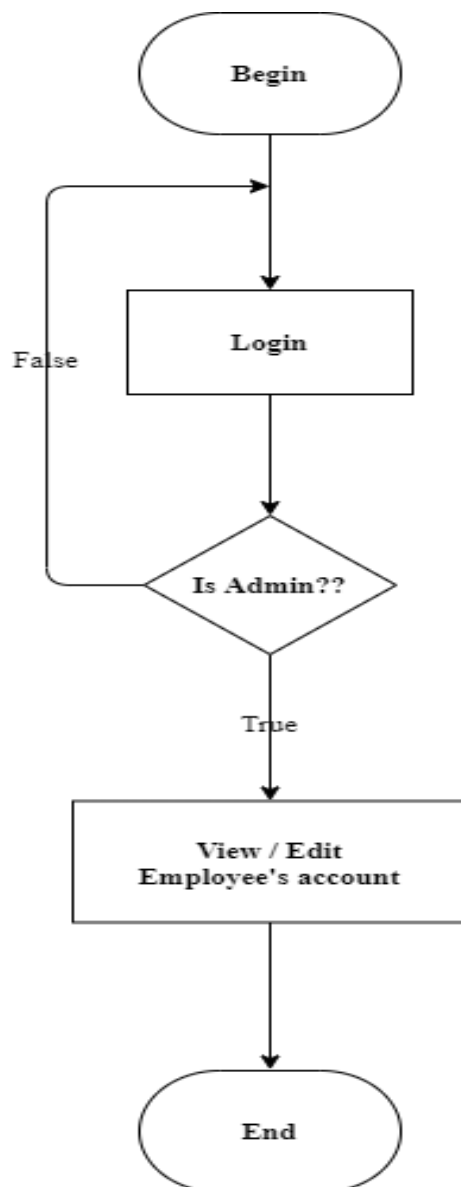 Begin
Login
False
Is Admin??
True
View / Edit
Employee's account
End